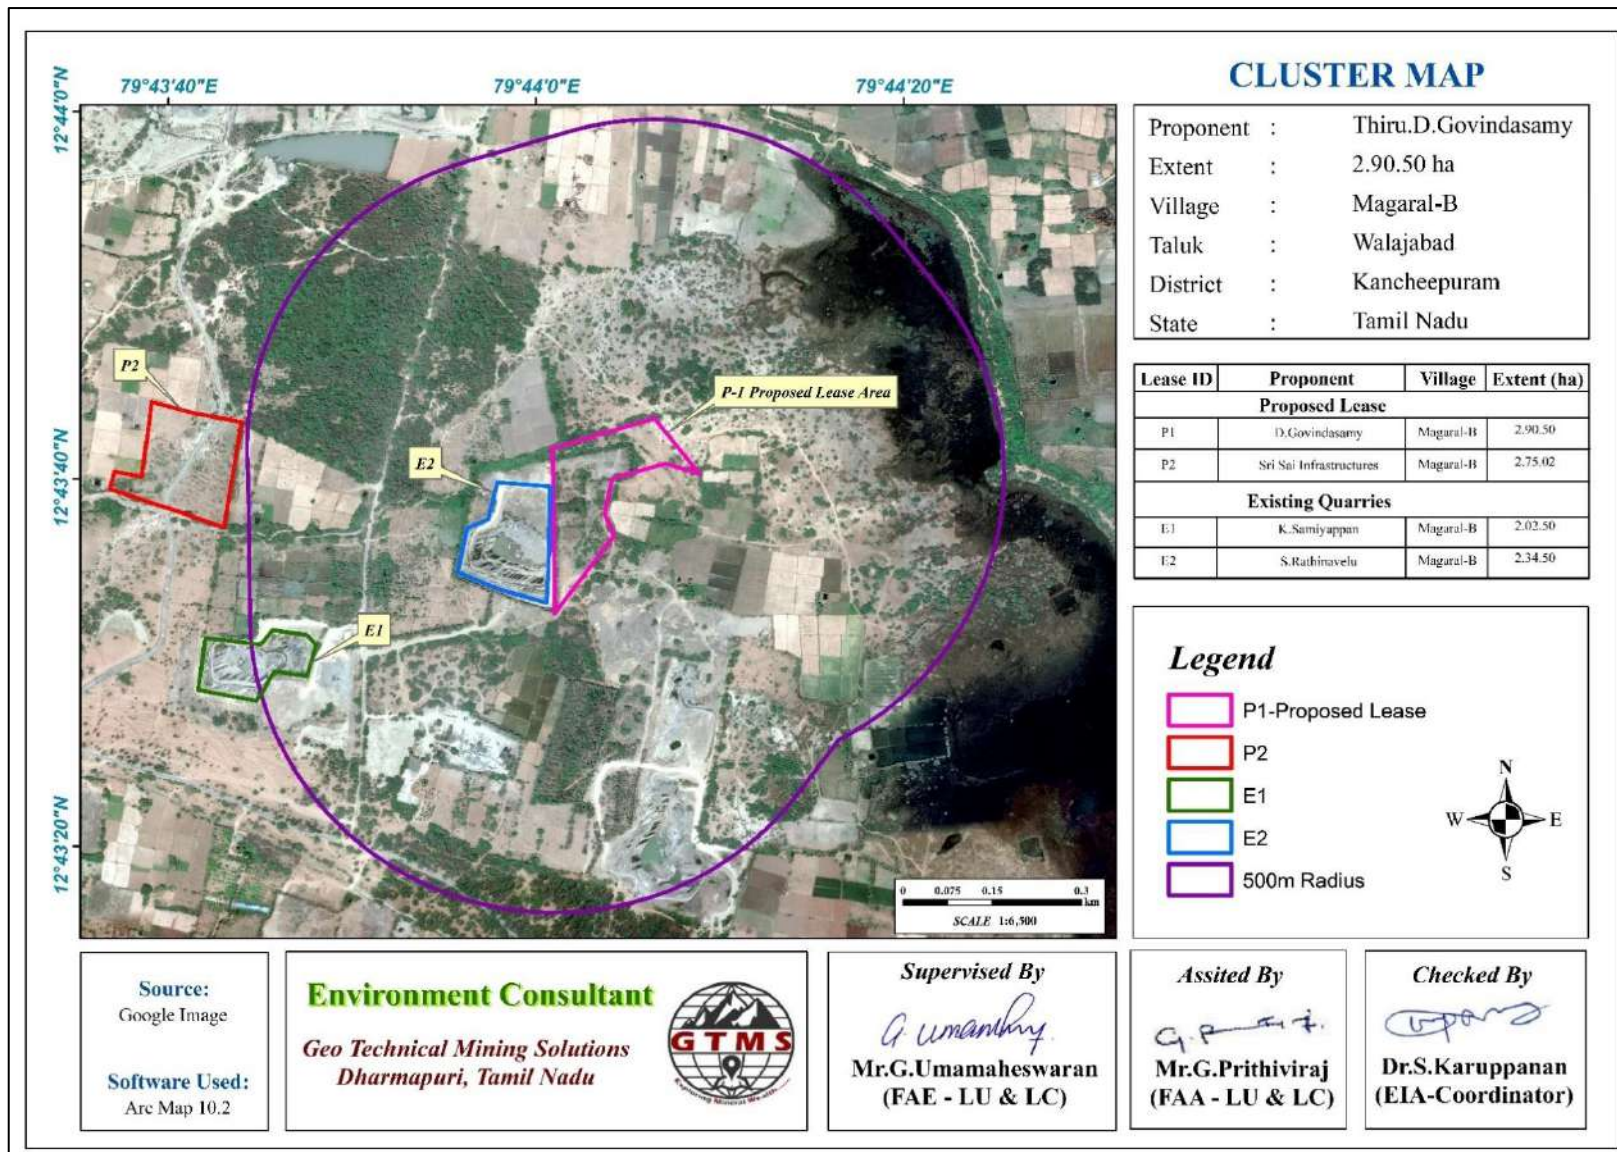 CLUSTER MAP
79°43'40"E 79°44'0"E 79°44'20"E
12°44'0"N
12°43'40"N
12°43'20"N
P2
P-1 Proposed Lease Area
E2
E1
0 0.075 0.15 0.3
km
SCALE 1:6,500
Proponent : Thiru.D.Govindasamy
Extent : 2.90.50 ha
Village : Magaral-B
Taluk : Walajabad
District : Kancheepuram
State : Tamil Nadu
Lease ID Proponent Village Extent (ha)
Proposed Lease
P1 D.Govindasamy Magaral-B 2.90.50
P2 Sri Sai Infrastructures Magaral-B 2.75.02
Existing Quarries
E1 K.Samiyappan Magaral-B 2.02.50
E2 S.Rathinavelu Magaral-B 2.34.50
Legend
P1-Proposed Lease
P2
E1
E2
500m Radius
N
W E
S
Source:
Google Image
Software Used:
Arc Map 10.2
Environment Consultant
Geo Technical Mining Solutions
Dharmapuri, Tamil Nadu
GTMS
Supervised By
Mr.G.Umamaheswaran
(FAE - LU & LC)
Assited By
Mr.G.Prithiviraj
(FAA - LU & LC)
Checked By
Dr.S.Karuppanan
(EIA-Coordinator)